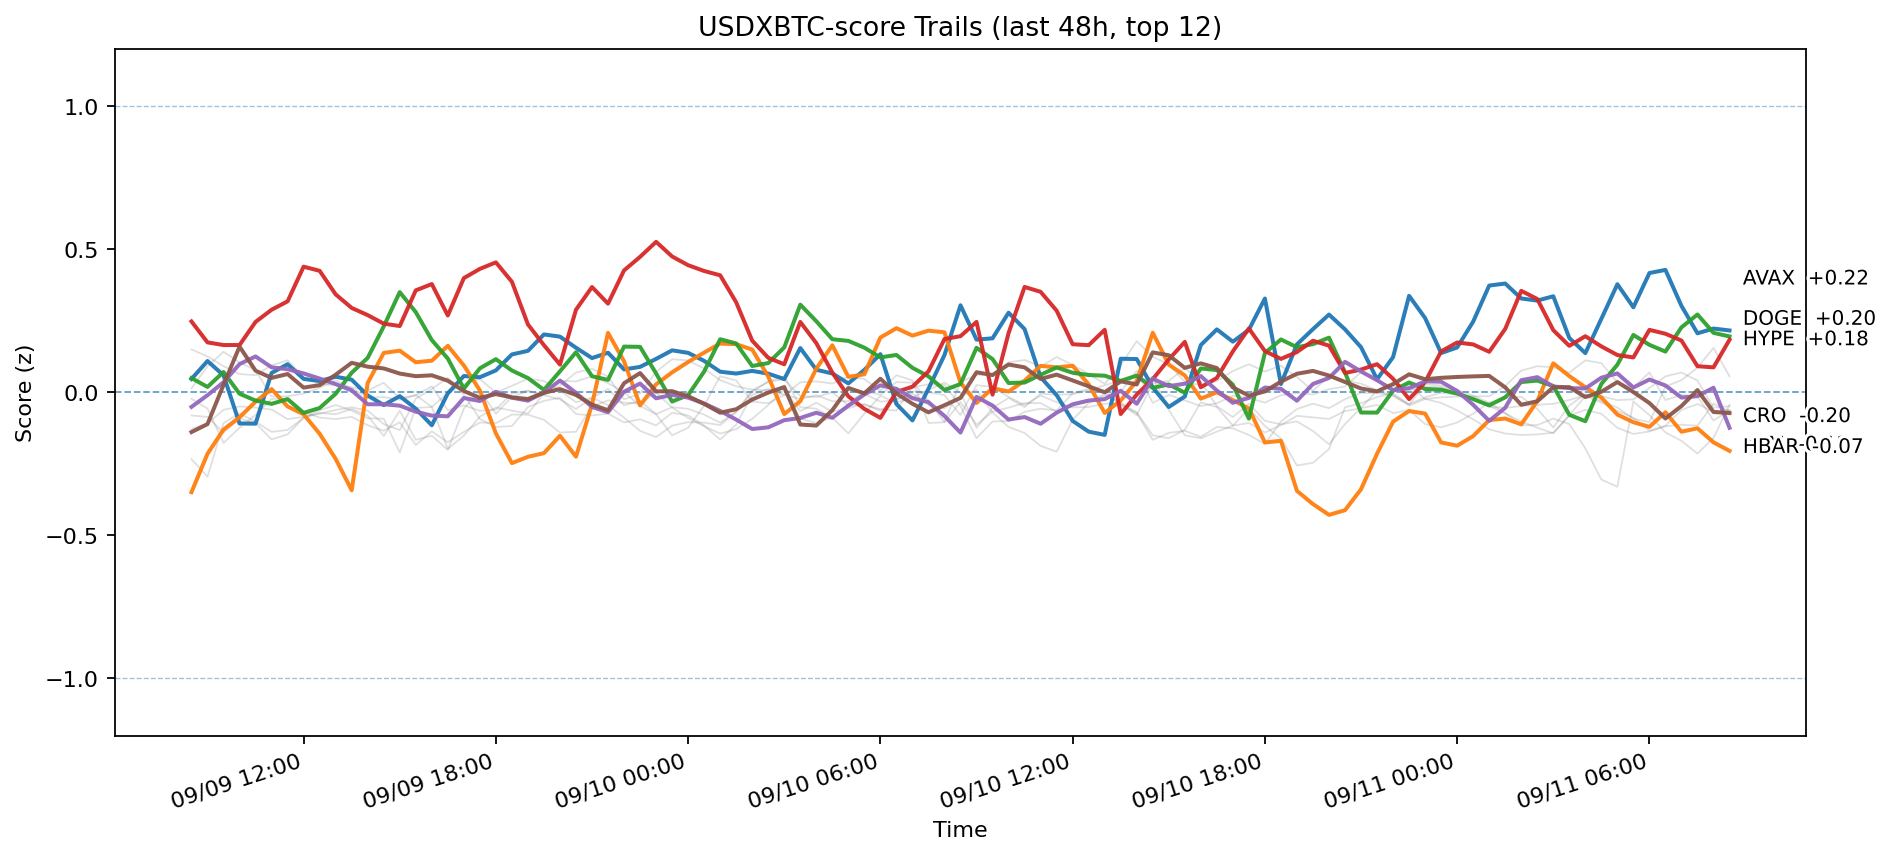 USDXBTC-score Trails (last 48h, top 12)
Score (z)
1.0
0.5
0.0
−0.5
−1.0
AVAX +0.22
DOGE +0.20
HYPE +0.18
CRO -0.20
HBAR -0.07
09/09 12:00
09/09 18:00
09/10 00:00
09/10 06:00
09/10 12:00
09/10 18:00
09/11 00:00
09/11 06:00
Time